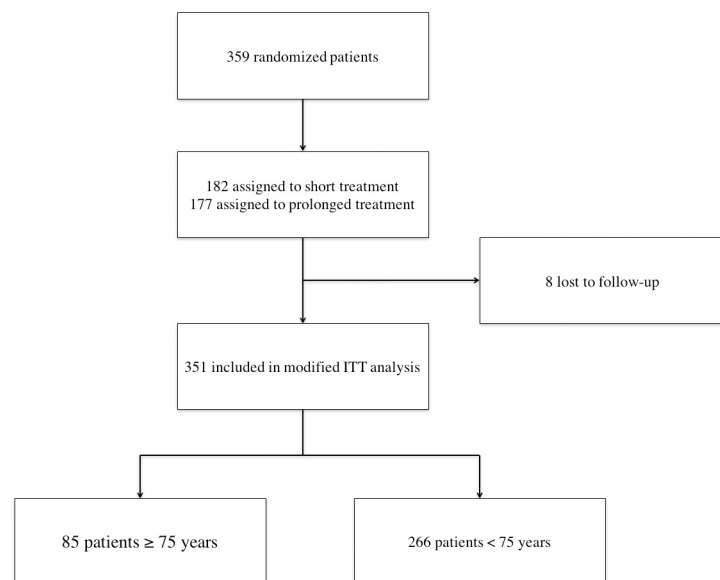 359 randomized patients
182 assigned to short treatment
177 assigned to prolonged treatment
8 lost to follow-up
351 included in modified ITT analysis
85 patients ≥ 75 years
266 patients < 75 years